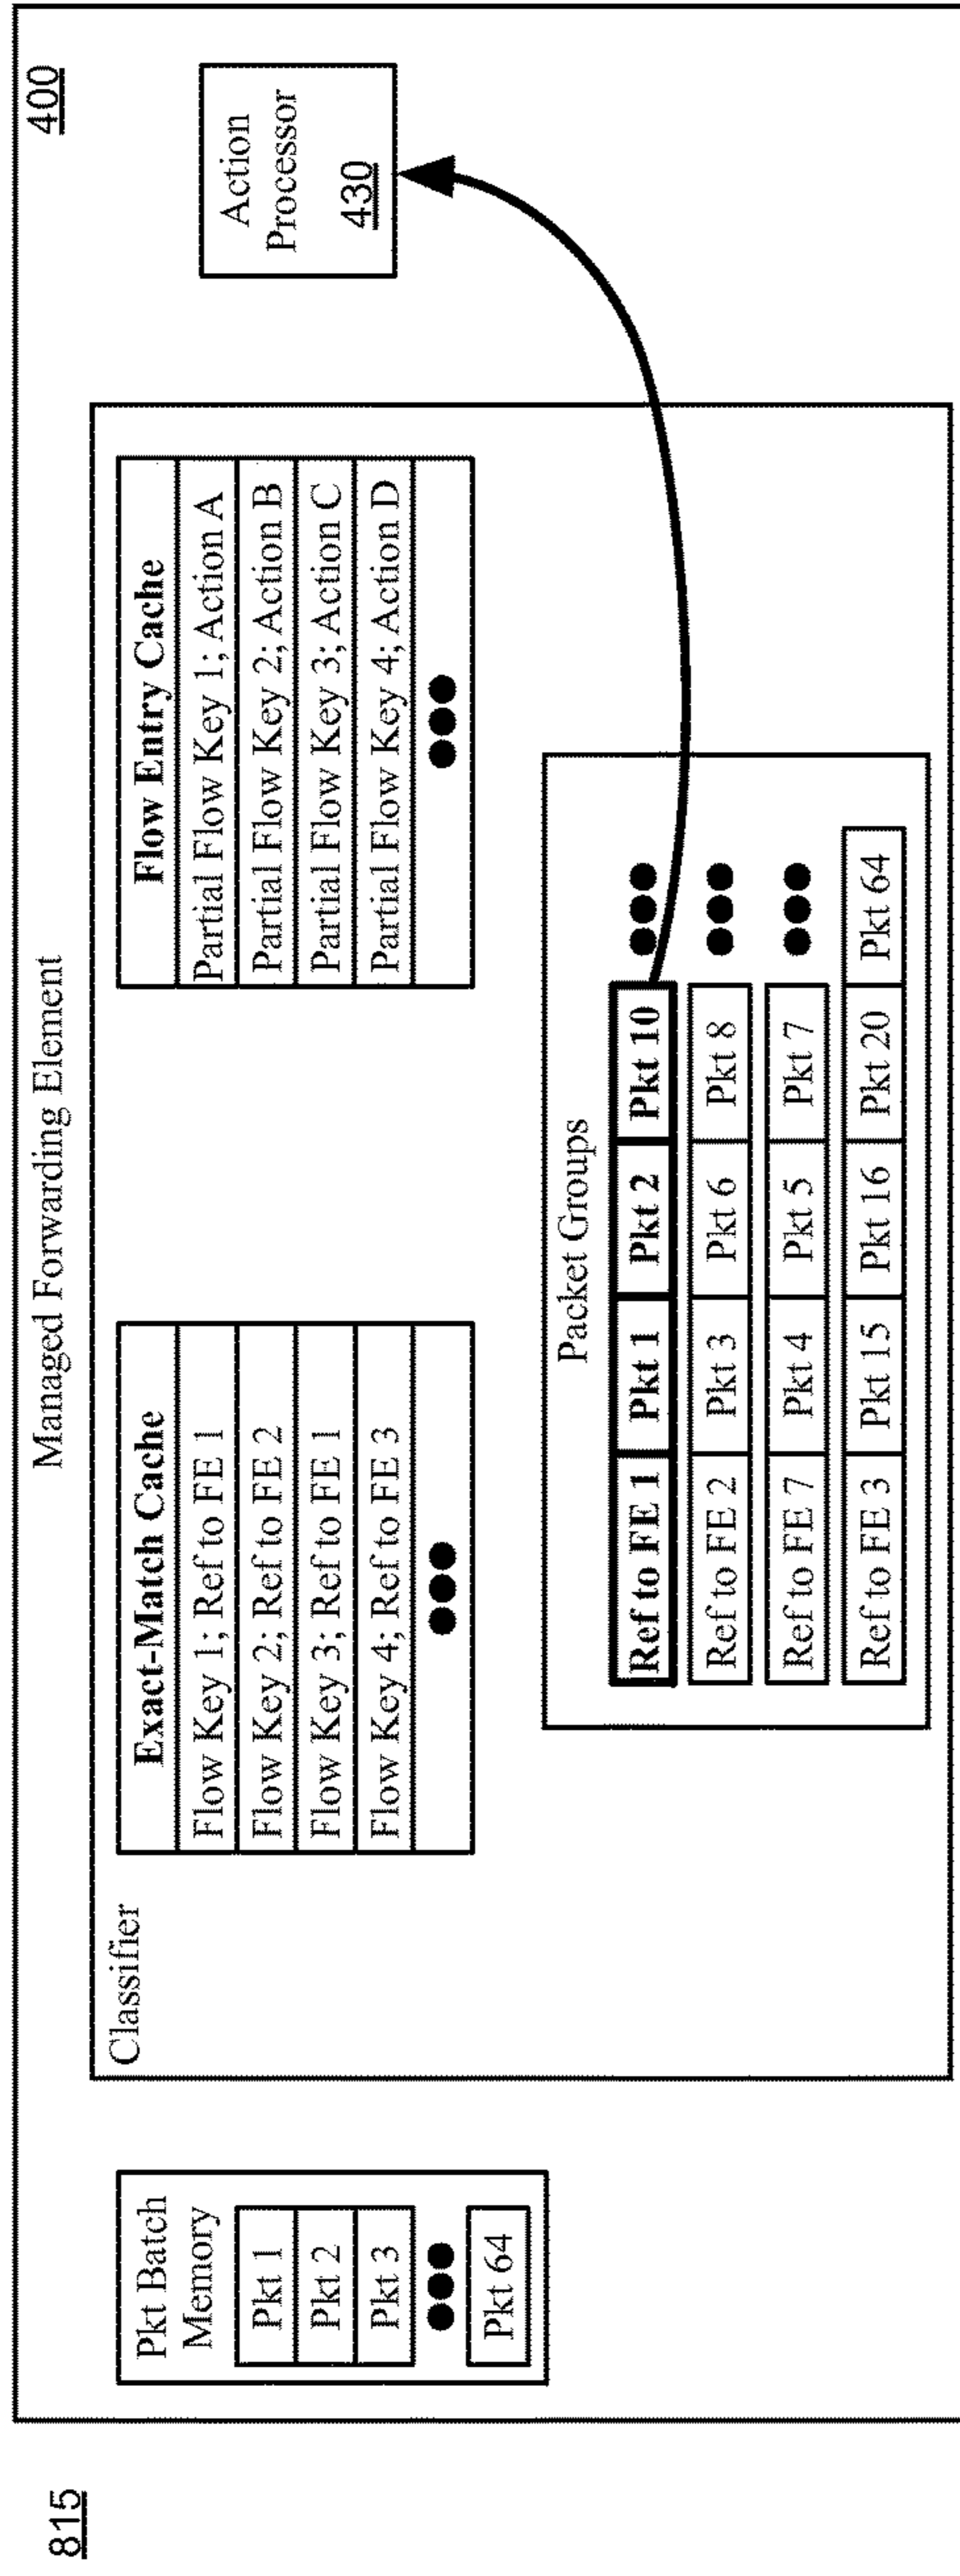 815
Managed Forwarding Element
400
Pkt Batch
Memory
Pkt 1
Pkt 2
Pkt 3
Pkt 64
Classifier
Exact-Match Cache
Flow Key 1; Ref to FE 1
Flow Key 2; Ref to FE 2
Flow Key 3; Ref to FE 1
Flow Key 4; Ref to FE 3
Flow Entry Cache
Partial Flow Key 1; Action A
Partial Flow Key 2; Action B
Partial Flow Key 3; Action C
Partial Flow Key 4; Action D
Packet Groups
Ref to FE 1 Pkt 1 Pkt 2 Pkt 10
Ref to FE 2 Pkt 3 Pkt 6 Pkt 8
Ref to FE 7 Pkt 4 Pkt 5 Pkt 7
Ref to FE 3 Pkt 15 Pkt 16 Pkt 20 Pkt 64
Action
Processor
430